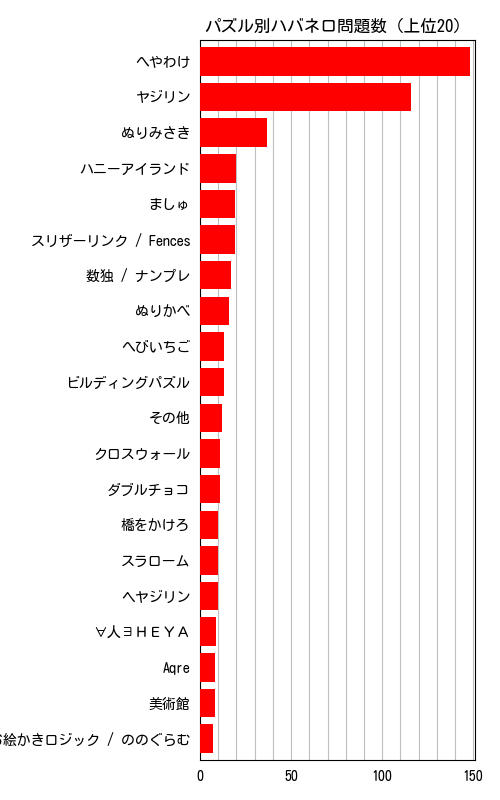 パズル別ハバネロ問題数 (上位20)
へやわけ
ヤジリン
ぬりみさき
ハニーアイランド
ましゅ
スリザーリンク / Fences
数独 / ナンプレ
ぬりかべ
へびいちご
ビルディングパズル
その他
クロスウォール
ダブルチョコ
橋をかけろ
スラローム
ヘヤジリン
∀人∃ＨＥＹＡ
Aqre
美術館
絵かきロジック / ののぐらむ
0 50 100 150